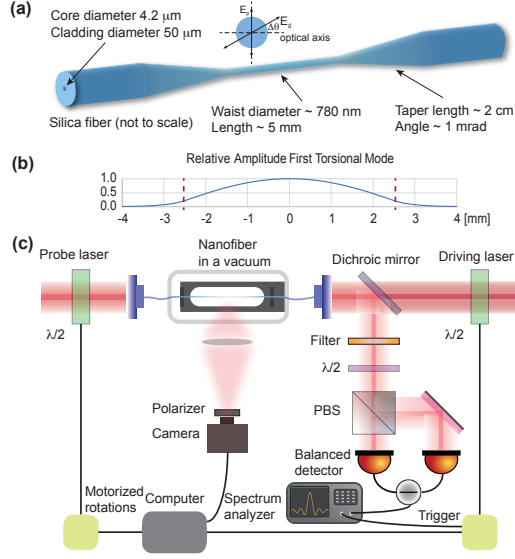 (a)
Core diameter 4.2 μm
Cladding diameter 50 μm
E_p
Δθ
E_d
optical axis
Silica fiber (not to scale)
Waist diameter ~ 780 nm
Length ~ 5 mm
Taper length ~ 2 cm
Angle ~ 1 mrad
(b)
Relative Amplitude First Torsional Mode
1.0
0.5
0.0
-4 -3 -2 -1 0 1 2 3 4 [mm]
(c)
Probe laser
Nanofiber
in a vacuum
Dichroic mirror
Driving laser
λ/2
λ/2
Filter
λ/2
PBS
Polarizer
Camera
Balanced
detector
Motorized
rotations
Computer
Spectrum
analyzer
Trigger